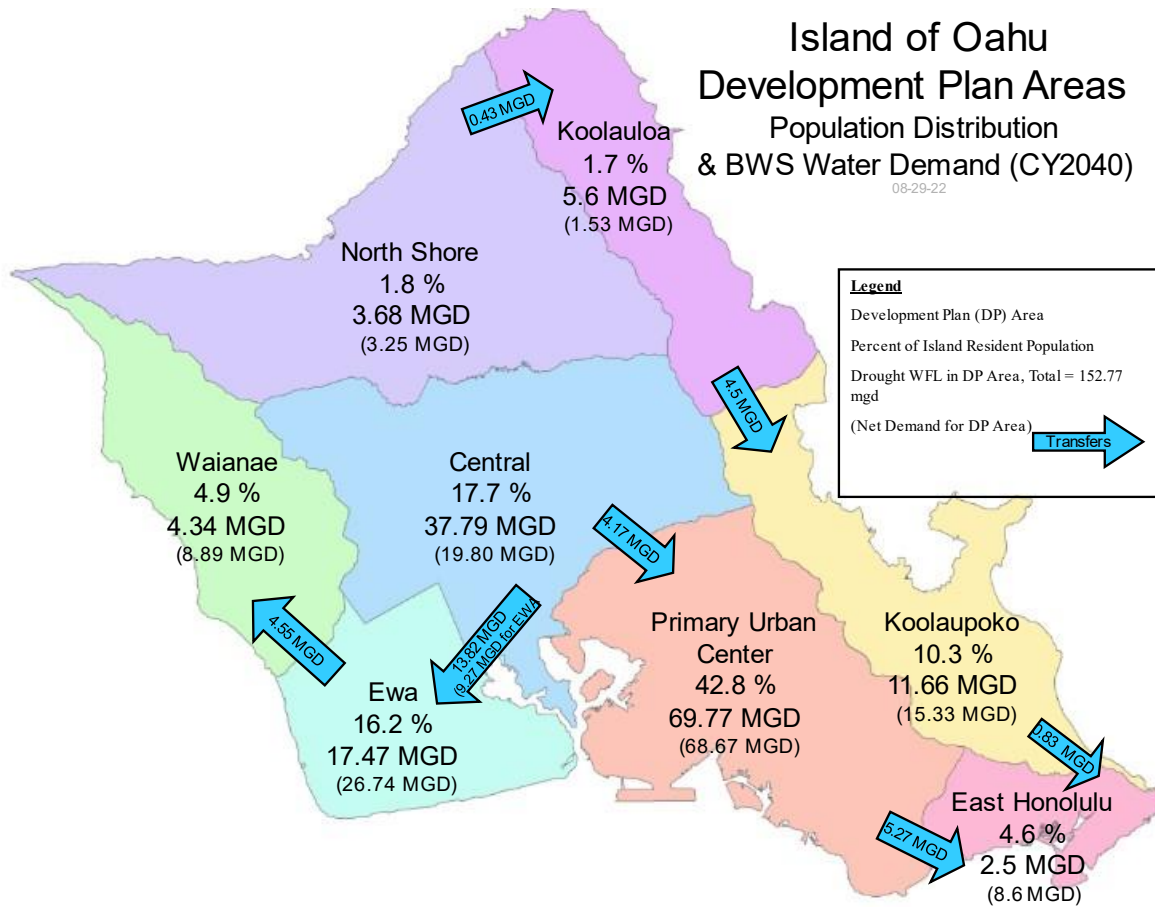 Island of Oahu
Development Plan Areas
Population Distribution
& BWS Water Demand (CY2040)
08-29-22
0.43 MGD
Koolauloa
1.7 %
5.6 MGD
(1.53 MGD)
North Shore
1.8 %
3.68 MGD
(3.25 MGD)
Legend
Development Plan (DP) Area
Percent of Island Resident Population
Drought WFL in DP Area, Total = 152.77
mgd
(Net Demand for DP Area)
Transfers
4.5 MGD
Waianae
4.9 %
4.34 MGD
(8.89 MGD)
Central
17.7 %
37.79 MGD
(19.80 MGD)
4.17 MGD
4.55 MGD
13.82 MGD
(9.27 MGD for EWA
Ewa
16.2 %
17.47 MGD
(26.74 MGD)
Primary Urban
Center
42.8 %
69.77 MGD
(68.67 MGD)
Koolaupoko
10.3 %
11.66 MGD
(15.33 MGD)
0.83 MGD
5.27 MGD
East Honolulu
4.6 %
2.5 MGD
(8.6 MGD)